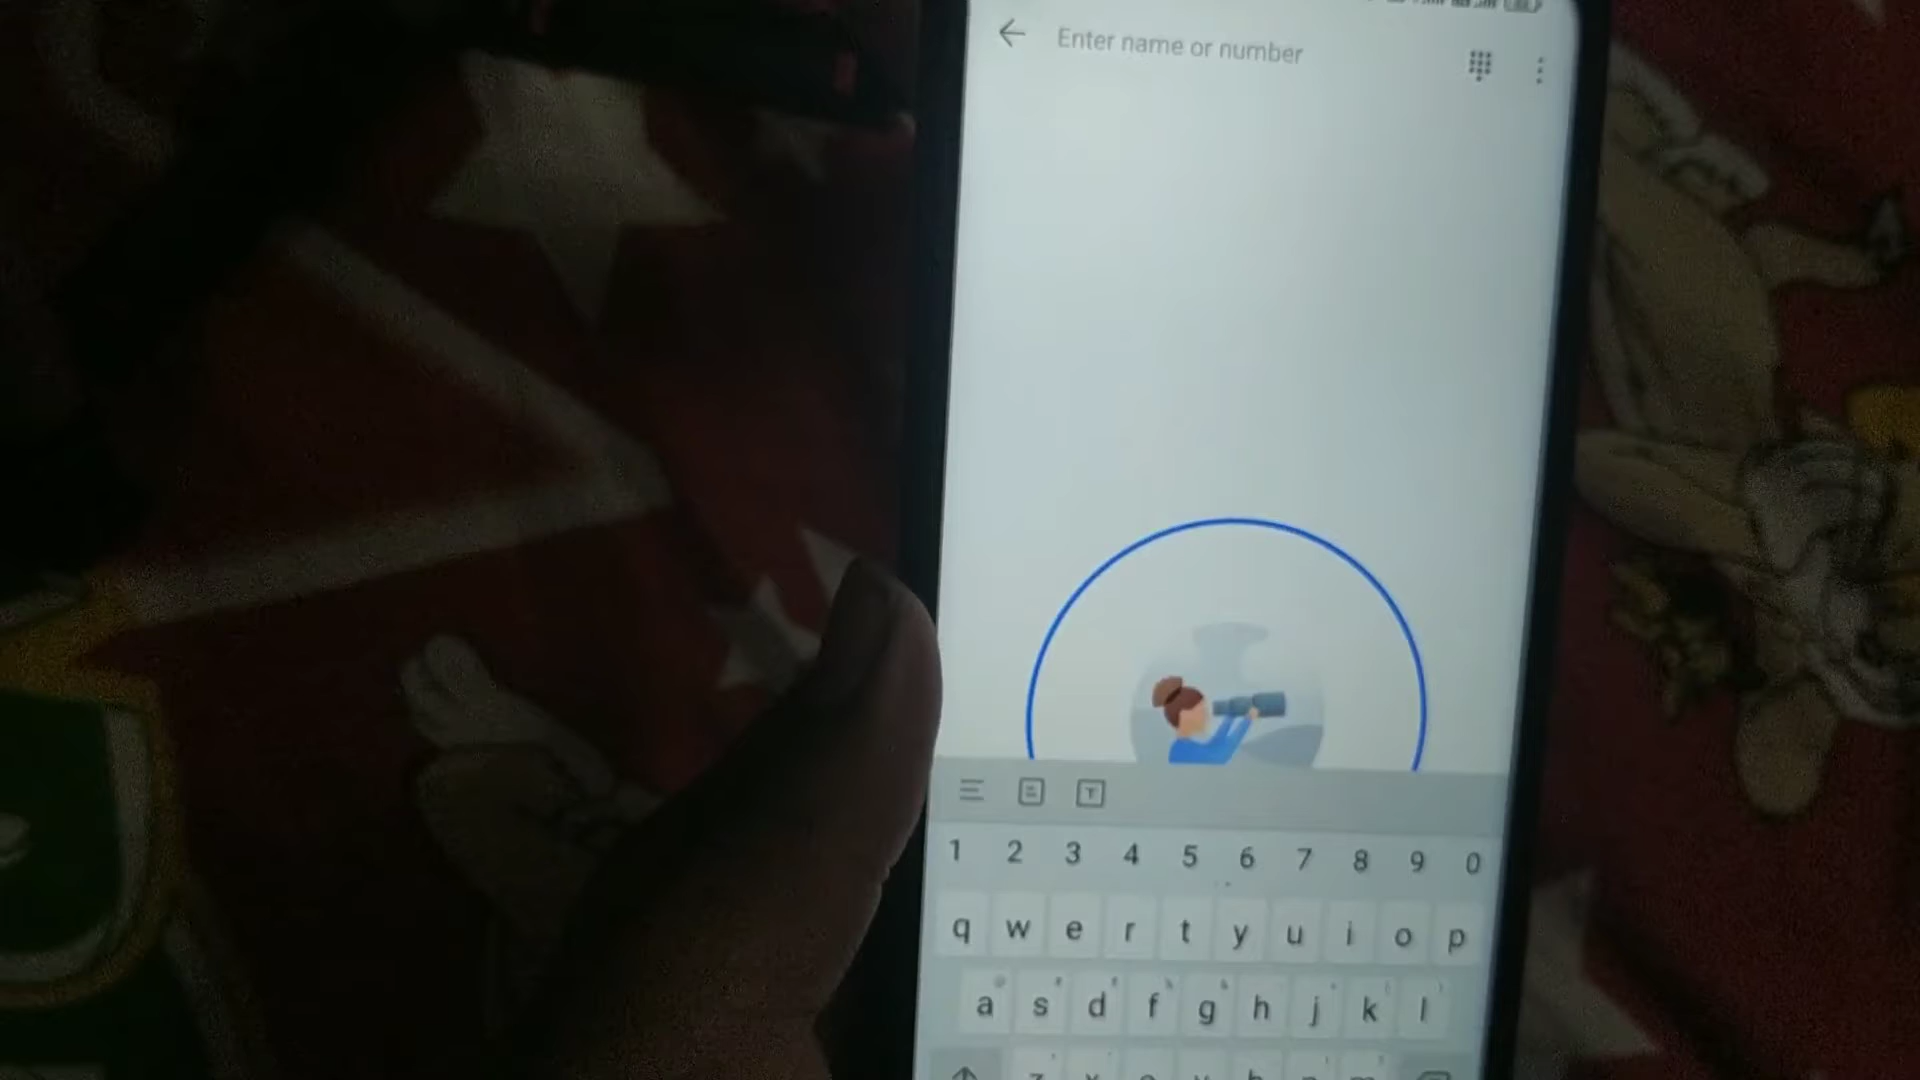 Enter name or number
1 2 3 4 5 6 7 8 9 0
q w e r t y u i o p
a s d f g h j k l